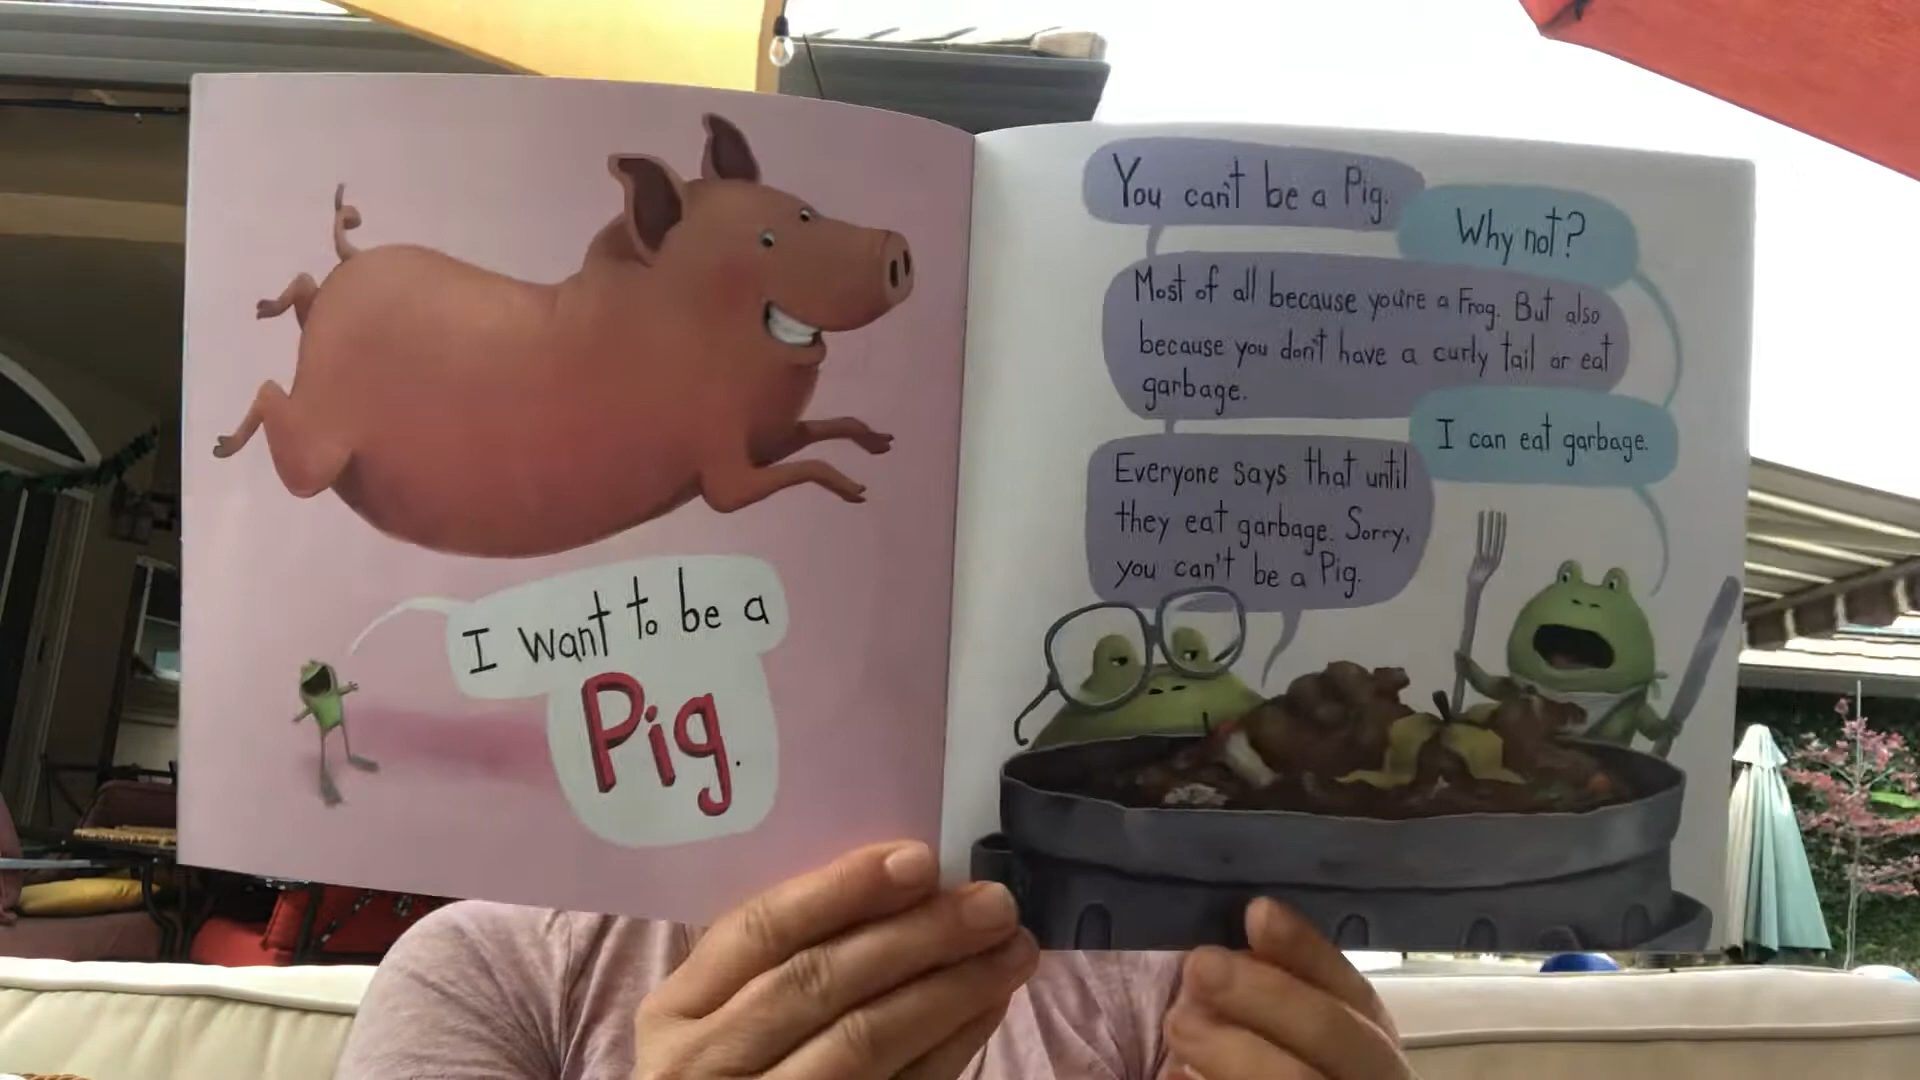 I want to be a
Pig.
You can't be a Pig.
Why not?
Most of all because you're a Frog. But also
because you don't have a curly tail or eat
garbage.
I can eat garbage.
Everyone says that until
they eat garbage. Sorry,
you can't be a Pig.